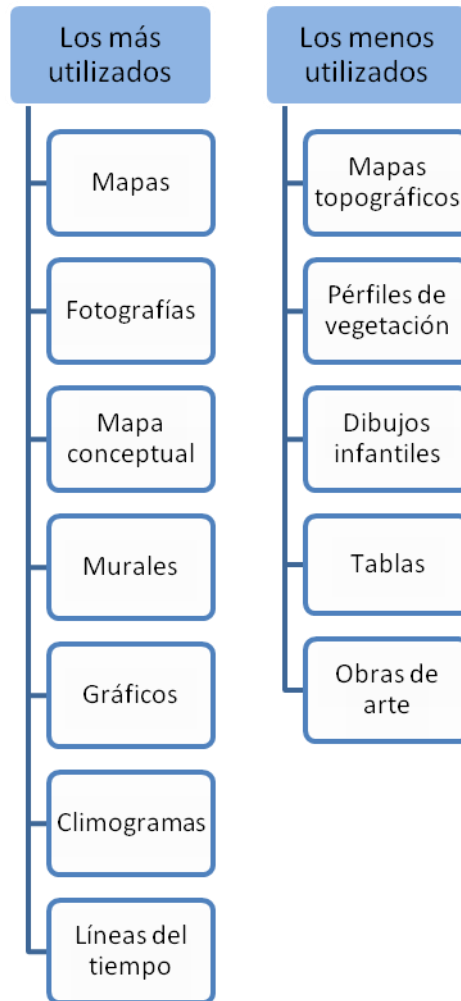 Los más
utilizados
Mapas
Fotografías
Mapa
conceptual
Murales
Gráficos
Climogramas
Líneas del
tiempo
Los menos
utilizados
Mapas
topográficos
Pérfiles de
vegetación
Dibujos
infantiles
Tablas
Obras de
arte